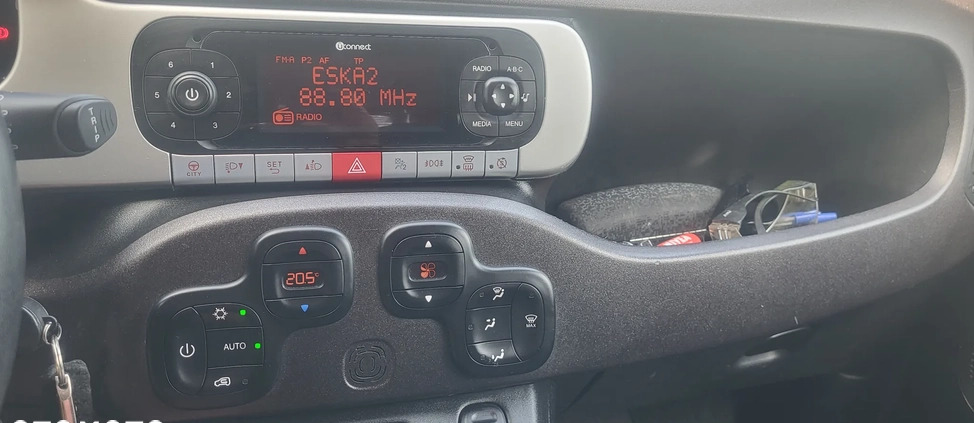 Uconnect
FM-A P2 AF TP
ESKA2
88.80 MHz
RADIO
6 1
5 2
4 3
RADIO A·B·C
MEDIA MENU
TRIP
CITY
SET
20.5°C
AUTO
MAX